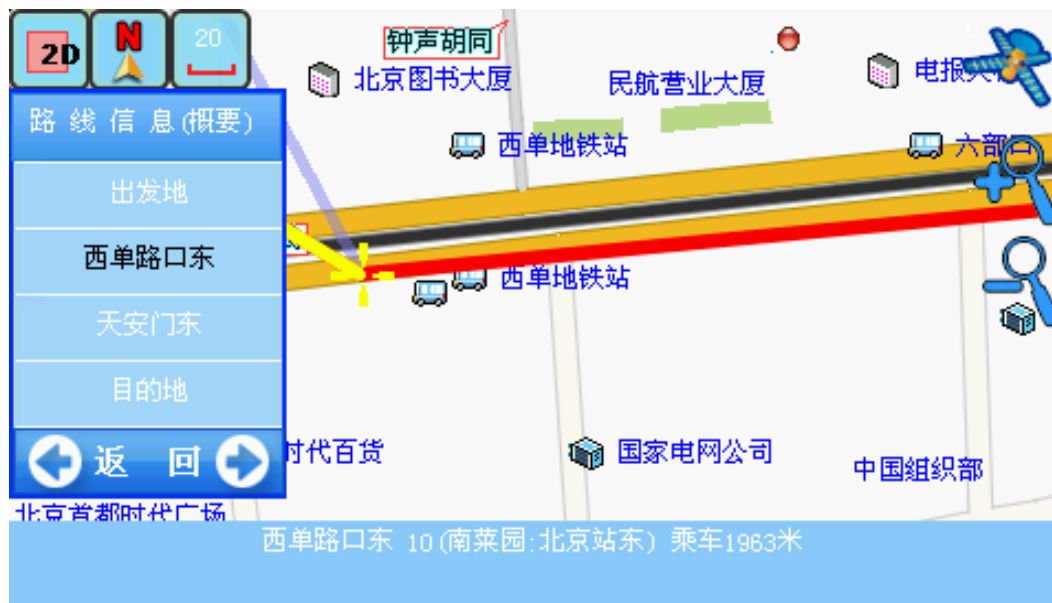 2D
N
20
钟声胡同
北京图书大厦
民航营业大厦
路线信息(概要)
西单地铁站
六部口
出发地
西单路口东
西单地铁站
天安门东
目的地
返 回
时代百货
国家电网公司
中国组织部
北京首都时代广场
西单路口东 10(南菜园:北京站东) 乘车1963米